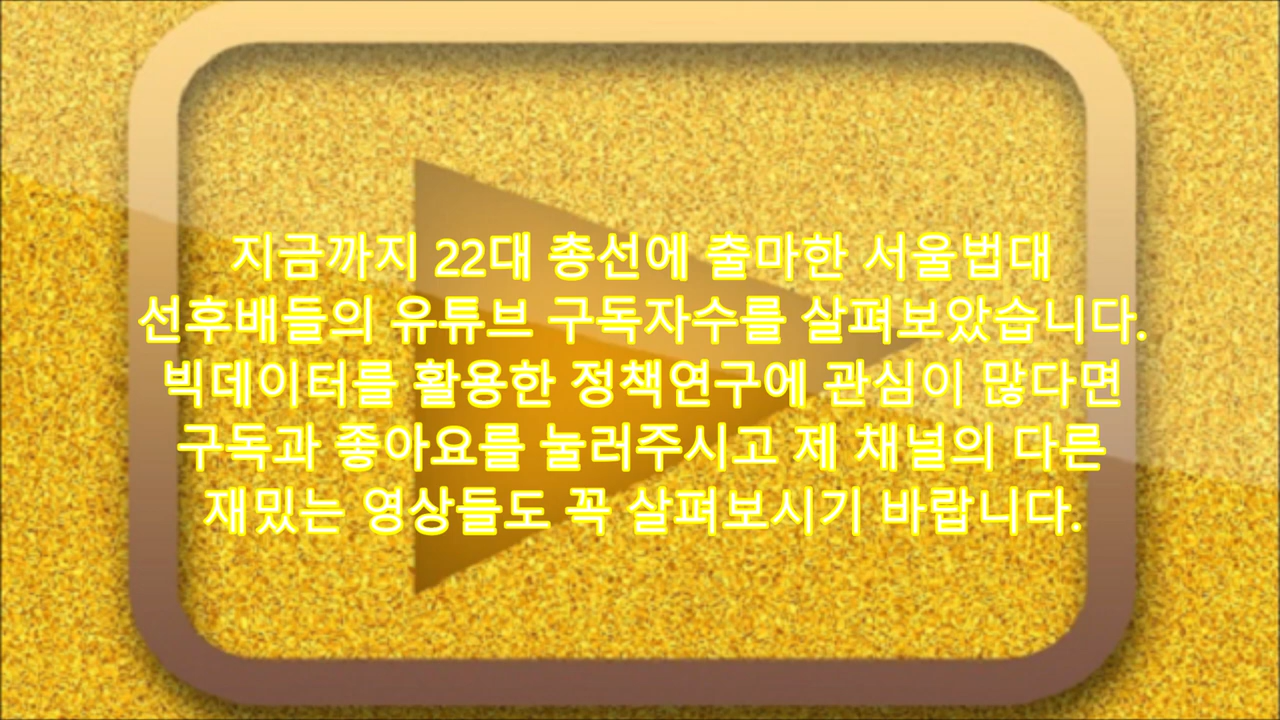 지금까지 22대 총선에 출마한 서울법대
선후배들의 유튜브 구독자수를 살펴보았습니다.
빅데이터를 활용한 정책연구에 관심이 많다면
구독과 좋아요를 눌러주시고 제 채널의 다른
재밌는 영상들도 꼭 살펴보시기 바랍니다.